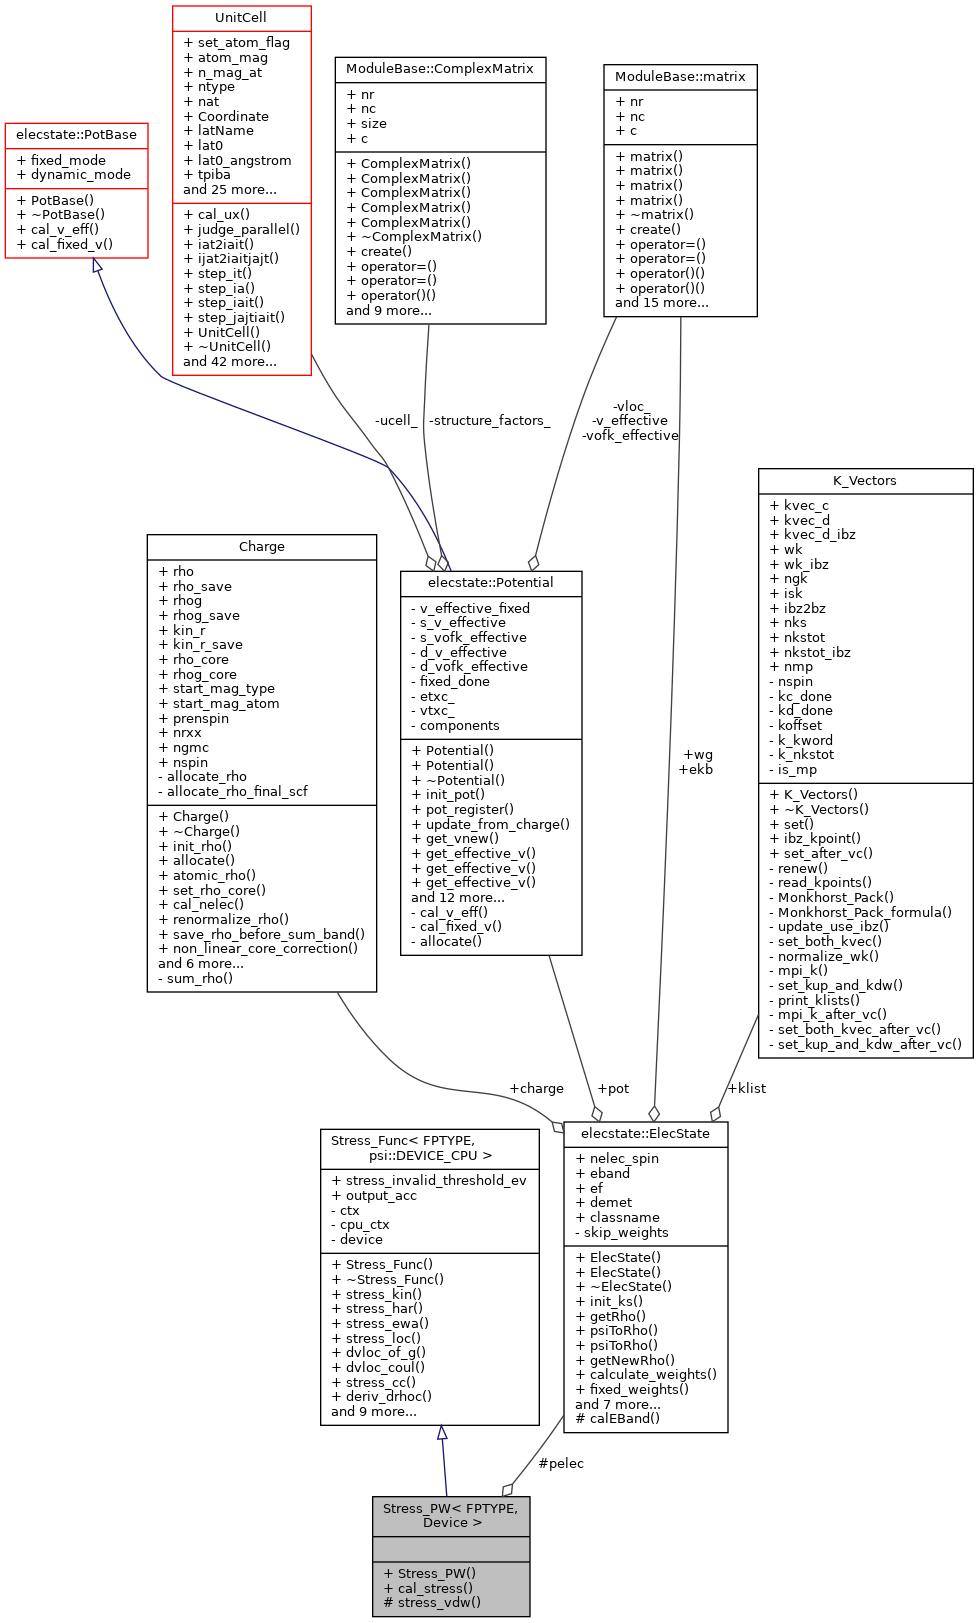 UnitCell
+ set_atom_flag
+ atom_mag
+ n_mag_at
+ ntype
+ nat
+ Coordinate
+ latName
+ lat0
+ lat0_angstrom
+ tpiba
and 25 more...
+ cal_ux()
+ judge_parallel()
+ iat2iait()
+ ijat2iaitjajt()
+ step_it()
+ step_ia()
+ step_iait()
+ step_jajtiait()
+ UnitCell()
+ ~UnitCell()
and 42 more...
ModuleBase::ComplexMatrix
+ nr
+ nc
+ size
+ c
+ ComplexMatrix()
+ ComplexMatrix()
+ ComplexMatrix()
+ ComplexMatrix()
+ ComplexMatrix()
+ ~ComplexMatrix()
+ create()
+ operator=()
+ operator=()
+ operator()()
and 9 more...
ModuleBase::matrix
+ nr
+ nc
+ c
+ matrix()
+ matrix()
+ matrix()
+ matrix()
+ ~matrix()
+ create()
+ operator=()
+ operator=()
+ operator()()
+ operator()()
and 15 more...
elecstate::PotBase
+ fixed_mode
+ dynamic_mode
+ PotBase()
+ ~PotBase()
+ cal_v_eff()
+ cal_fixed_v()
-ucell_
-structure_factors_
-vloc_
-v_effective
-vofk_effective
K_Vectors
+ kvec_c
+ kvec_d
+ kvec_d_ibz
+ wk
+ wk_ibz
+ ngk
+ isk
+ ibz2bz
+ nks
+ nkstot
+ nkstot_ibz
+ nmp
- nspin
- kc_done
- kd_done
- koffset
- k_kword
- k_nkstot
- is_mp
+ K_Vectors()
+ ~K_Vectors()
+ set()
+ ibz_kpoint()
+ set_after_vc()
- renew()
- read_kpoints()
- Monkhorst_Pack()
- Monkhorst_Pack_formula()
- update_use_ibz()
- set_both_kvec()
- normalize_wk()
- mpi_k()
- set_kup_and_kdw()
- print_klists()
- mpi_k_after_vc()
- set_both_kvec_after_vc()
- set_kup_and_kdw_after_vc()
Charge
+ rho
+ rho_save
+ rhog
+ rhog_save
+ kin_r
+ kin_r_save
+ rho_core
+ rhog_core
+ start_mag_type
+ start_mag_atom
+ prenspin
+ nrxx
+ ngmc
+ nspin
- allocate_rho
- allocate_rho_final_scf
+ Charge()
+ ~Charge()
+ init_rho()
+ allocate()
+ atomic_rho()
+ set_rho_core()
+ cal_nelec()
+ renormalize_rho()
+ save_rho_before_sum_band()
+ non_linear_core_correction()
and 6 more...
- sum_rho()
elecstate::Potential
- v_effective_fixed
- s_v_effective
- s_vofk_effective
- d_v_effective
- d_vofk_effective
- fixed_done
- etxc_
- vtxc_
- components
+ Potential()
+ Potential()
+ ~Potential()
+ init_pot()
+ pot_register()
+ update_from_charge()
+ get_vnew()
+ get_effective_v()
+ get_effective_v()
+ get_effective_v()
and 12 more...
- cal_v_eff()
- cal_fixed_v()
- allocate()
+wg
+ekb
+charge
+pot
+klist
elecstate::ElecState
+ nelec_spin
+ eband
+ ef
+ demet
+ classname
- skip_weights
+ ElecState()
+ ElecState()
+ ~ElecState()
+ init_ks()
+ getRho()
+ psiToRho()
+ psiToRho()
+ getNewRho()
+ calculate_weights()
+ fixed_weights()
and 7 more...
# calEBand()
Stress_Func< FPTYPE,
psi::DEVICE_CPU >
+ stress_invalid_threshold_ev
+ output_acc
- ctx
- cpu_ctx
- device
+ Stress_Func()
+ ~Stress_Func()
+ stress_kin()
+ stress_har()
+ stress_ewa()
+ stress_loc()
+ dvloc_of_g()
+ dvloc_coul()
+ stress_cc()
+ deriv_drhoc()
and 9 more...
#pelec
Stress_PW< FPTYPE,
Device >
+ Stress_PW()
+ cal_stress()
# stress_vdw()